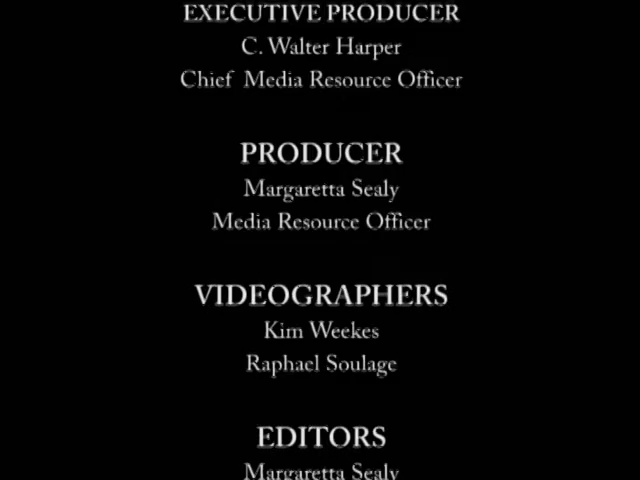 EXECUTIVE PRODUCER
C. Walter Harper
Chief Media Resource Officer
PRODUCER
Margaretta Sealy
Media Resource Officer
VIDEOGRAPHERS
Kim Weekes
Raphael Soulage
EDITORS
Margaretta Sealy